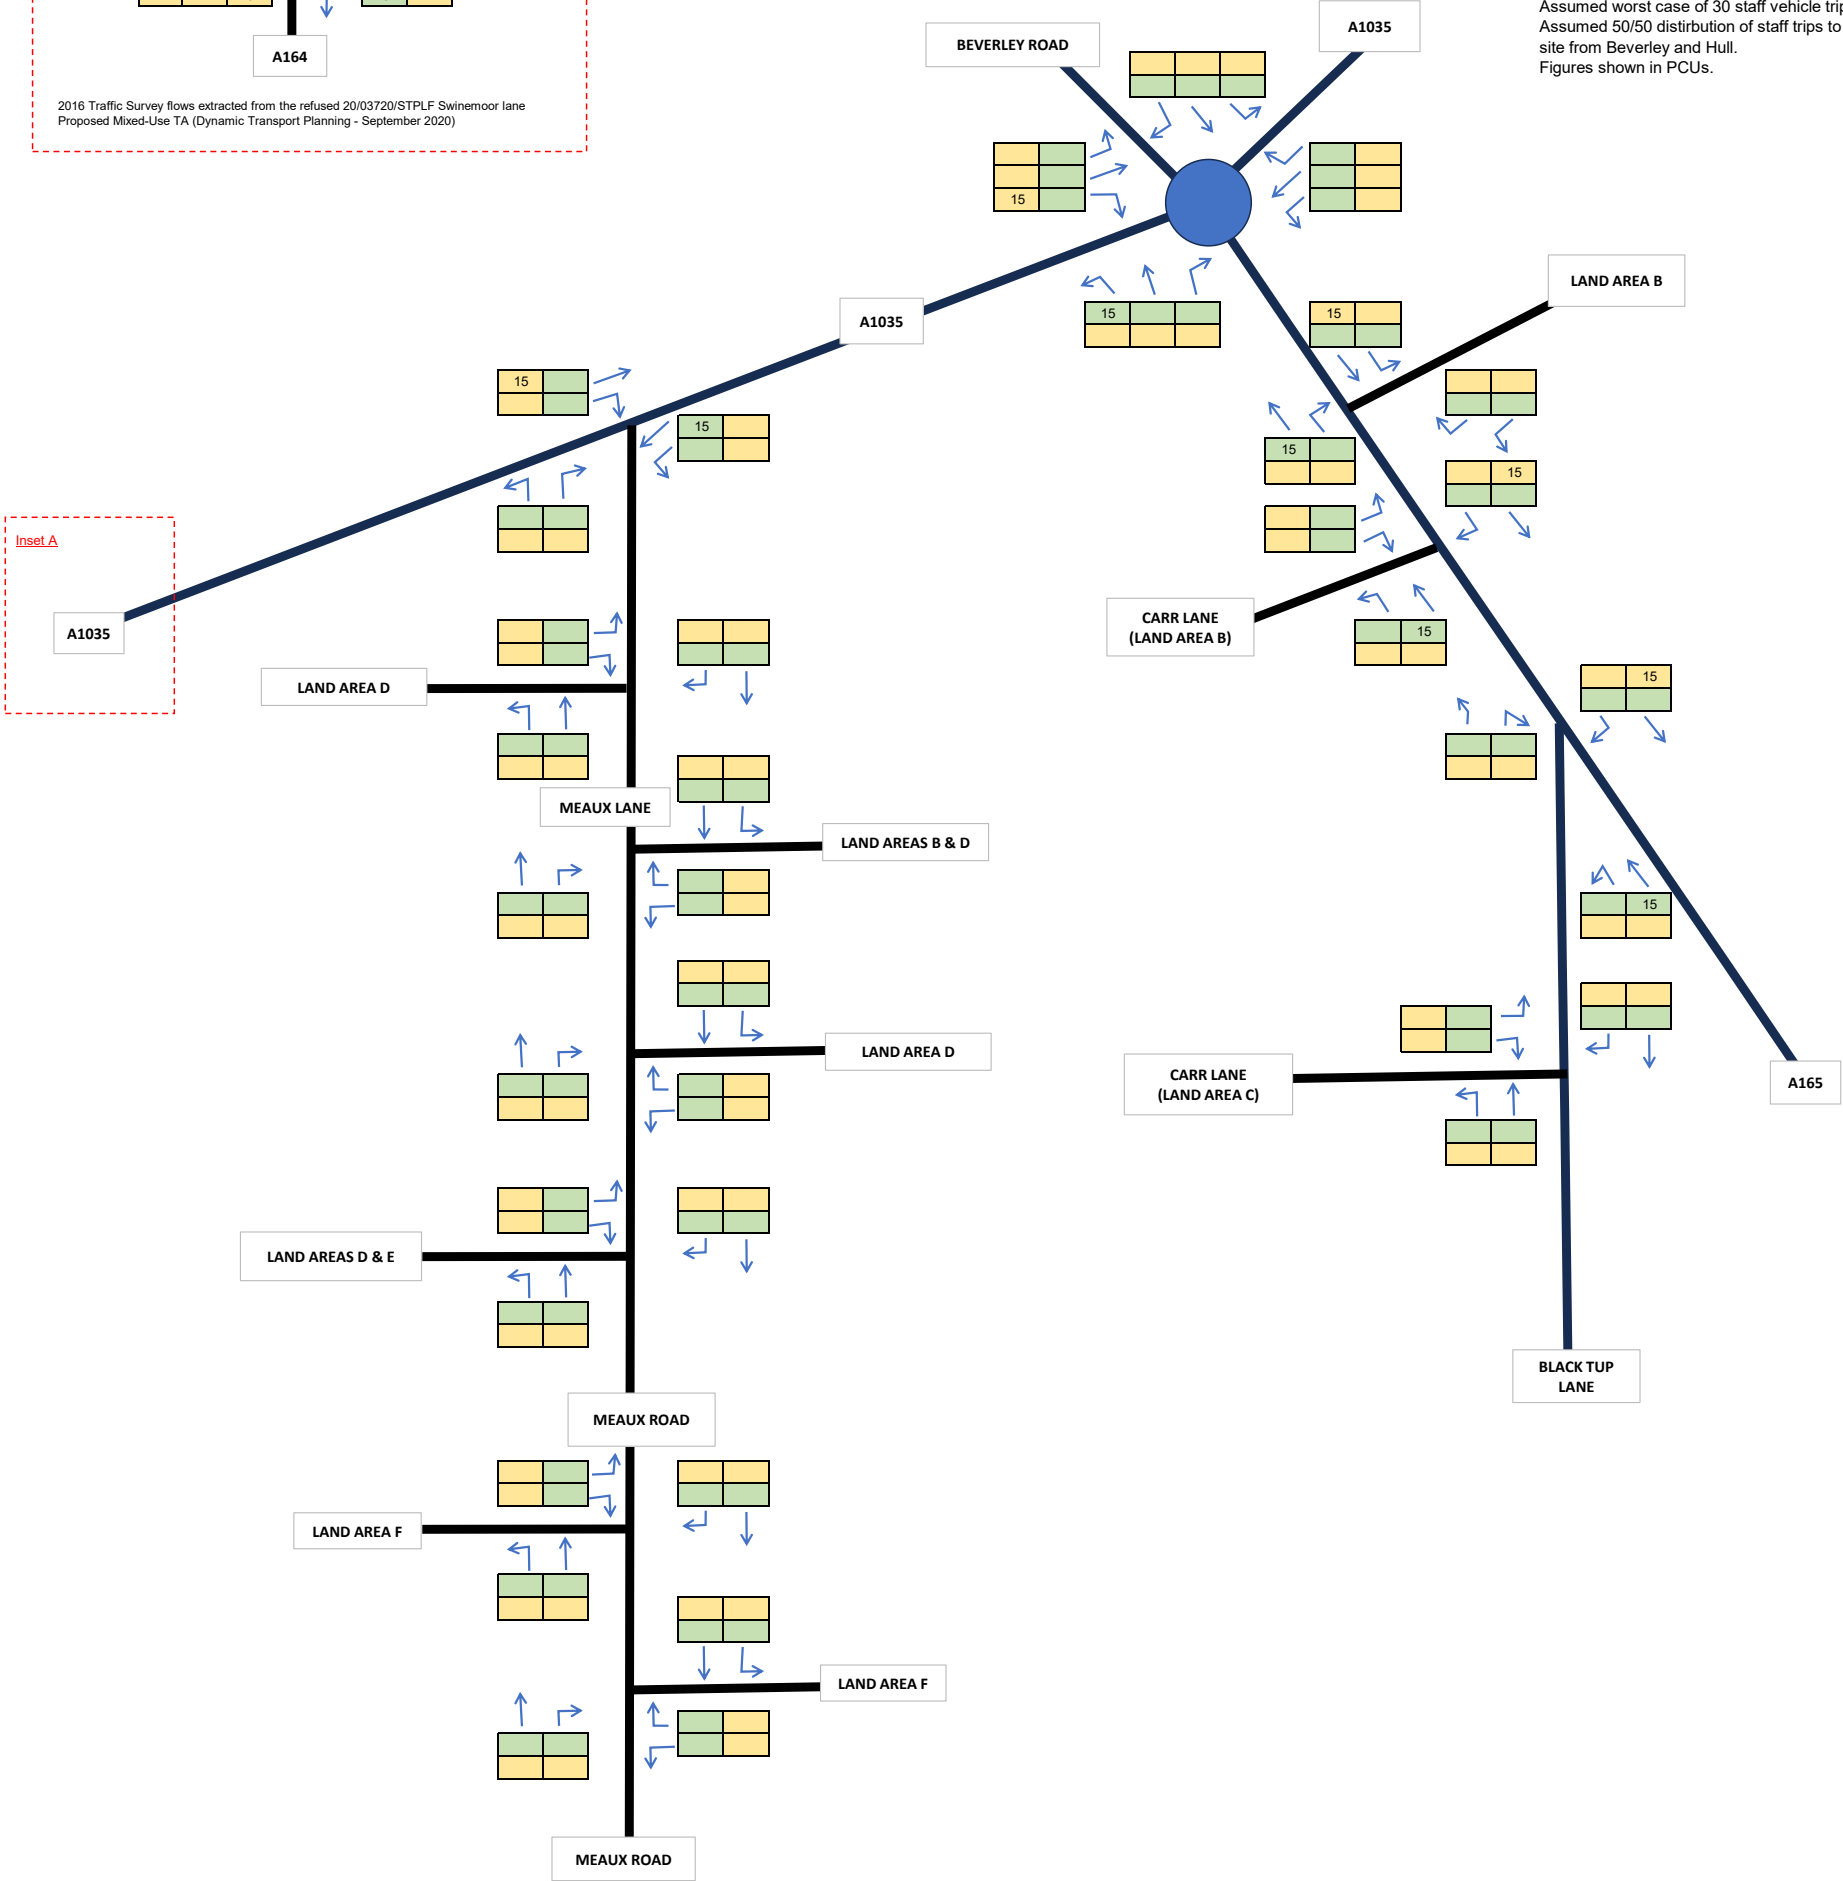 A164
2016 Traffic Survey flows extracted from the refused 20/03720/STPLF Swinemoor lane
Proposed Mixed-Use TA (Dynamic Transport Planning - September 2020)
Assumed worst case of 30 staff vehicle
Assumed 50/50 distirbution of staff trips to
site from Beverley and Hull.
Figures shown in PCUs.
BEVERLEY ROAD
A1035
15
15
15
LAND AREA B
A1035
15
15
15
15
Inset A
A1035
CARR LANE
(LAND AREA B)
15
15
LAND AREA D
MEAUX LANE
LAND AREAS B & D
15
LAND AREA D
CARR LANE
(LAND AREA C)
A165
LAND AREAS D & E
BLACK TUP
LANE
MEAUX ROAD
LAND AREA F
LAND AREA F
MEAUX ROAD